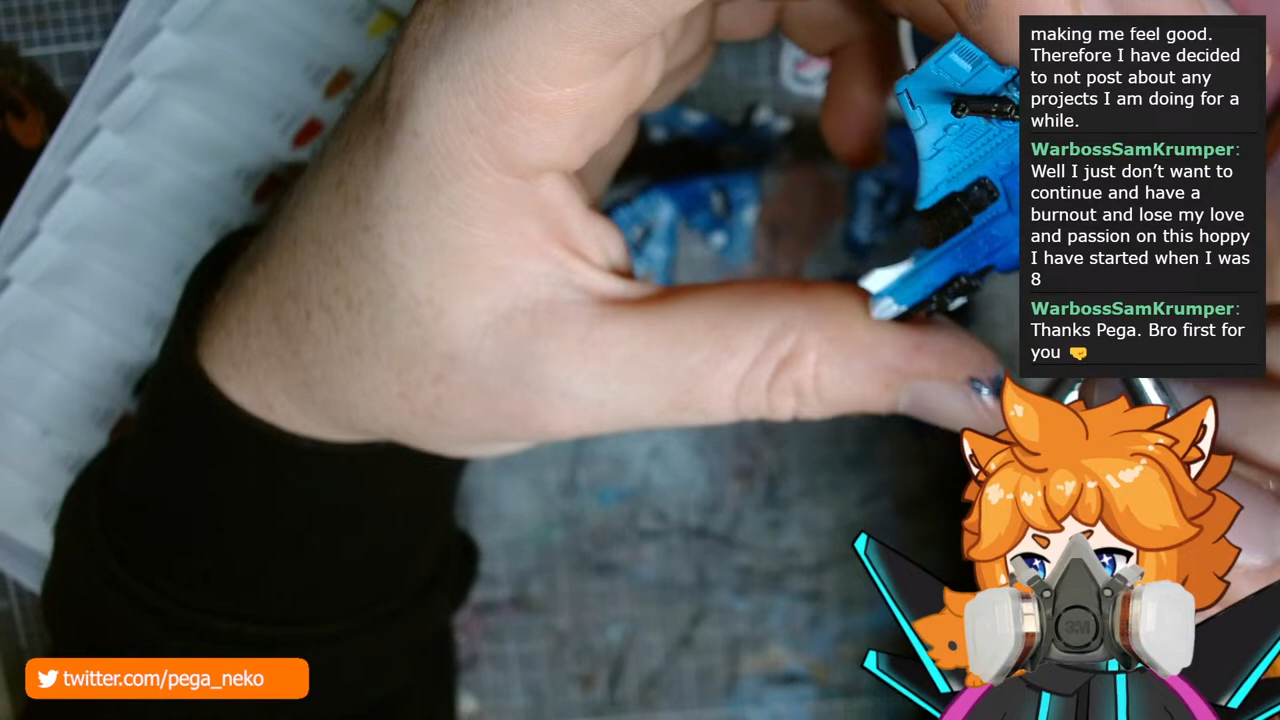 making me feel good.
Therefore I have decided
to not post about any
projects I am doing for a
while.
WarbossSamKrumper:
Well I just don’t want to
continue and have a
burnout and lose my love
and passion on this hoppy
I have started when I was
8
WarbossSamKrumper:
Thanks Pega. Bro first for
you 🤜
3M
twitter.com/pega_neko